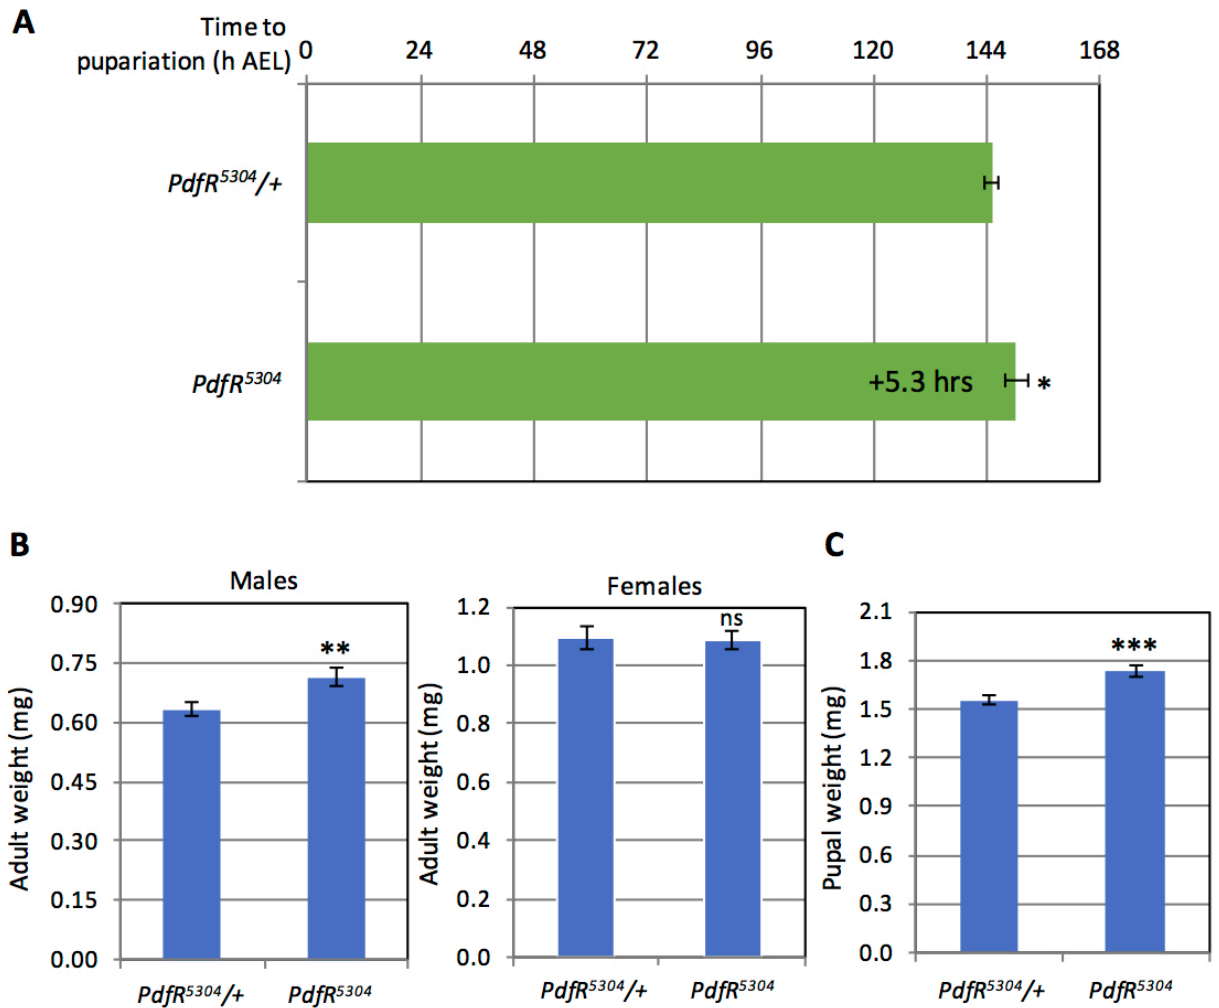 A
Time to
pupariation (h AEL)
0 24 48 72 96 120 144 168
PdfR⁵³⁰⁴/+
PdfR⁵³⁰⁴
+5.3 hrs
*
B
Males
Adult weight (mg)
0.90
0.75
0.60
0.45
0.30
0.15
0.00
**
PdfR⁵³⁰⁴/+ PdfR⁵³⁰⁴
Females
Adult weight (mg)
1.2
1.0
0.8
0.6
0.4
0.2
0.0
ns
PdfR⁵³⁰⁴/+ PdfR⁵³⁰⁴
C
Pupal weight (mg)
2.1
1.8
1.5
1.2
0.9
0.6
0.3
0.0
***
PdfR⁵³⁰⁴/+ PdfR⁵³⁰⁴